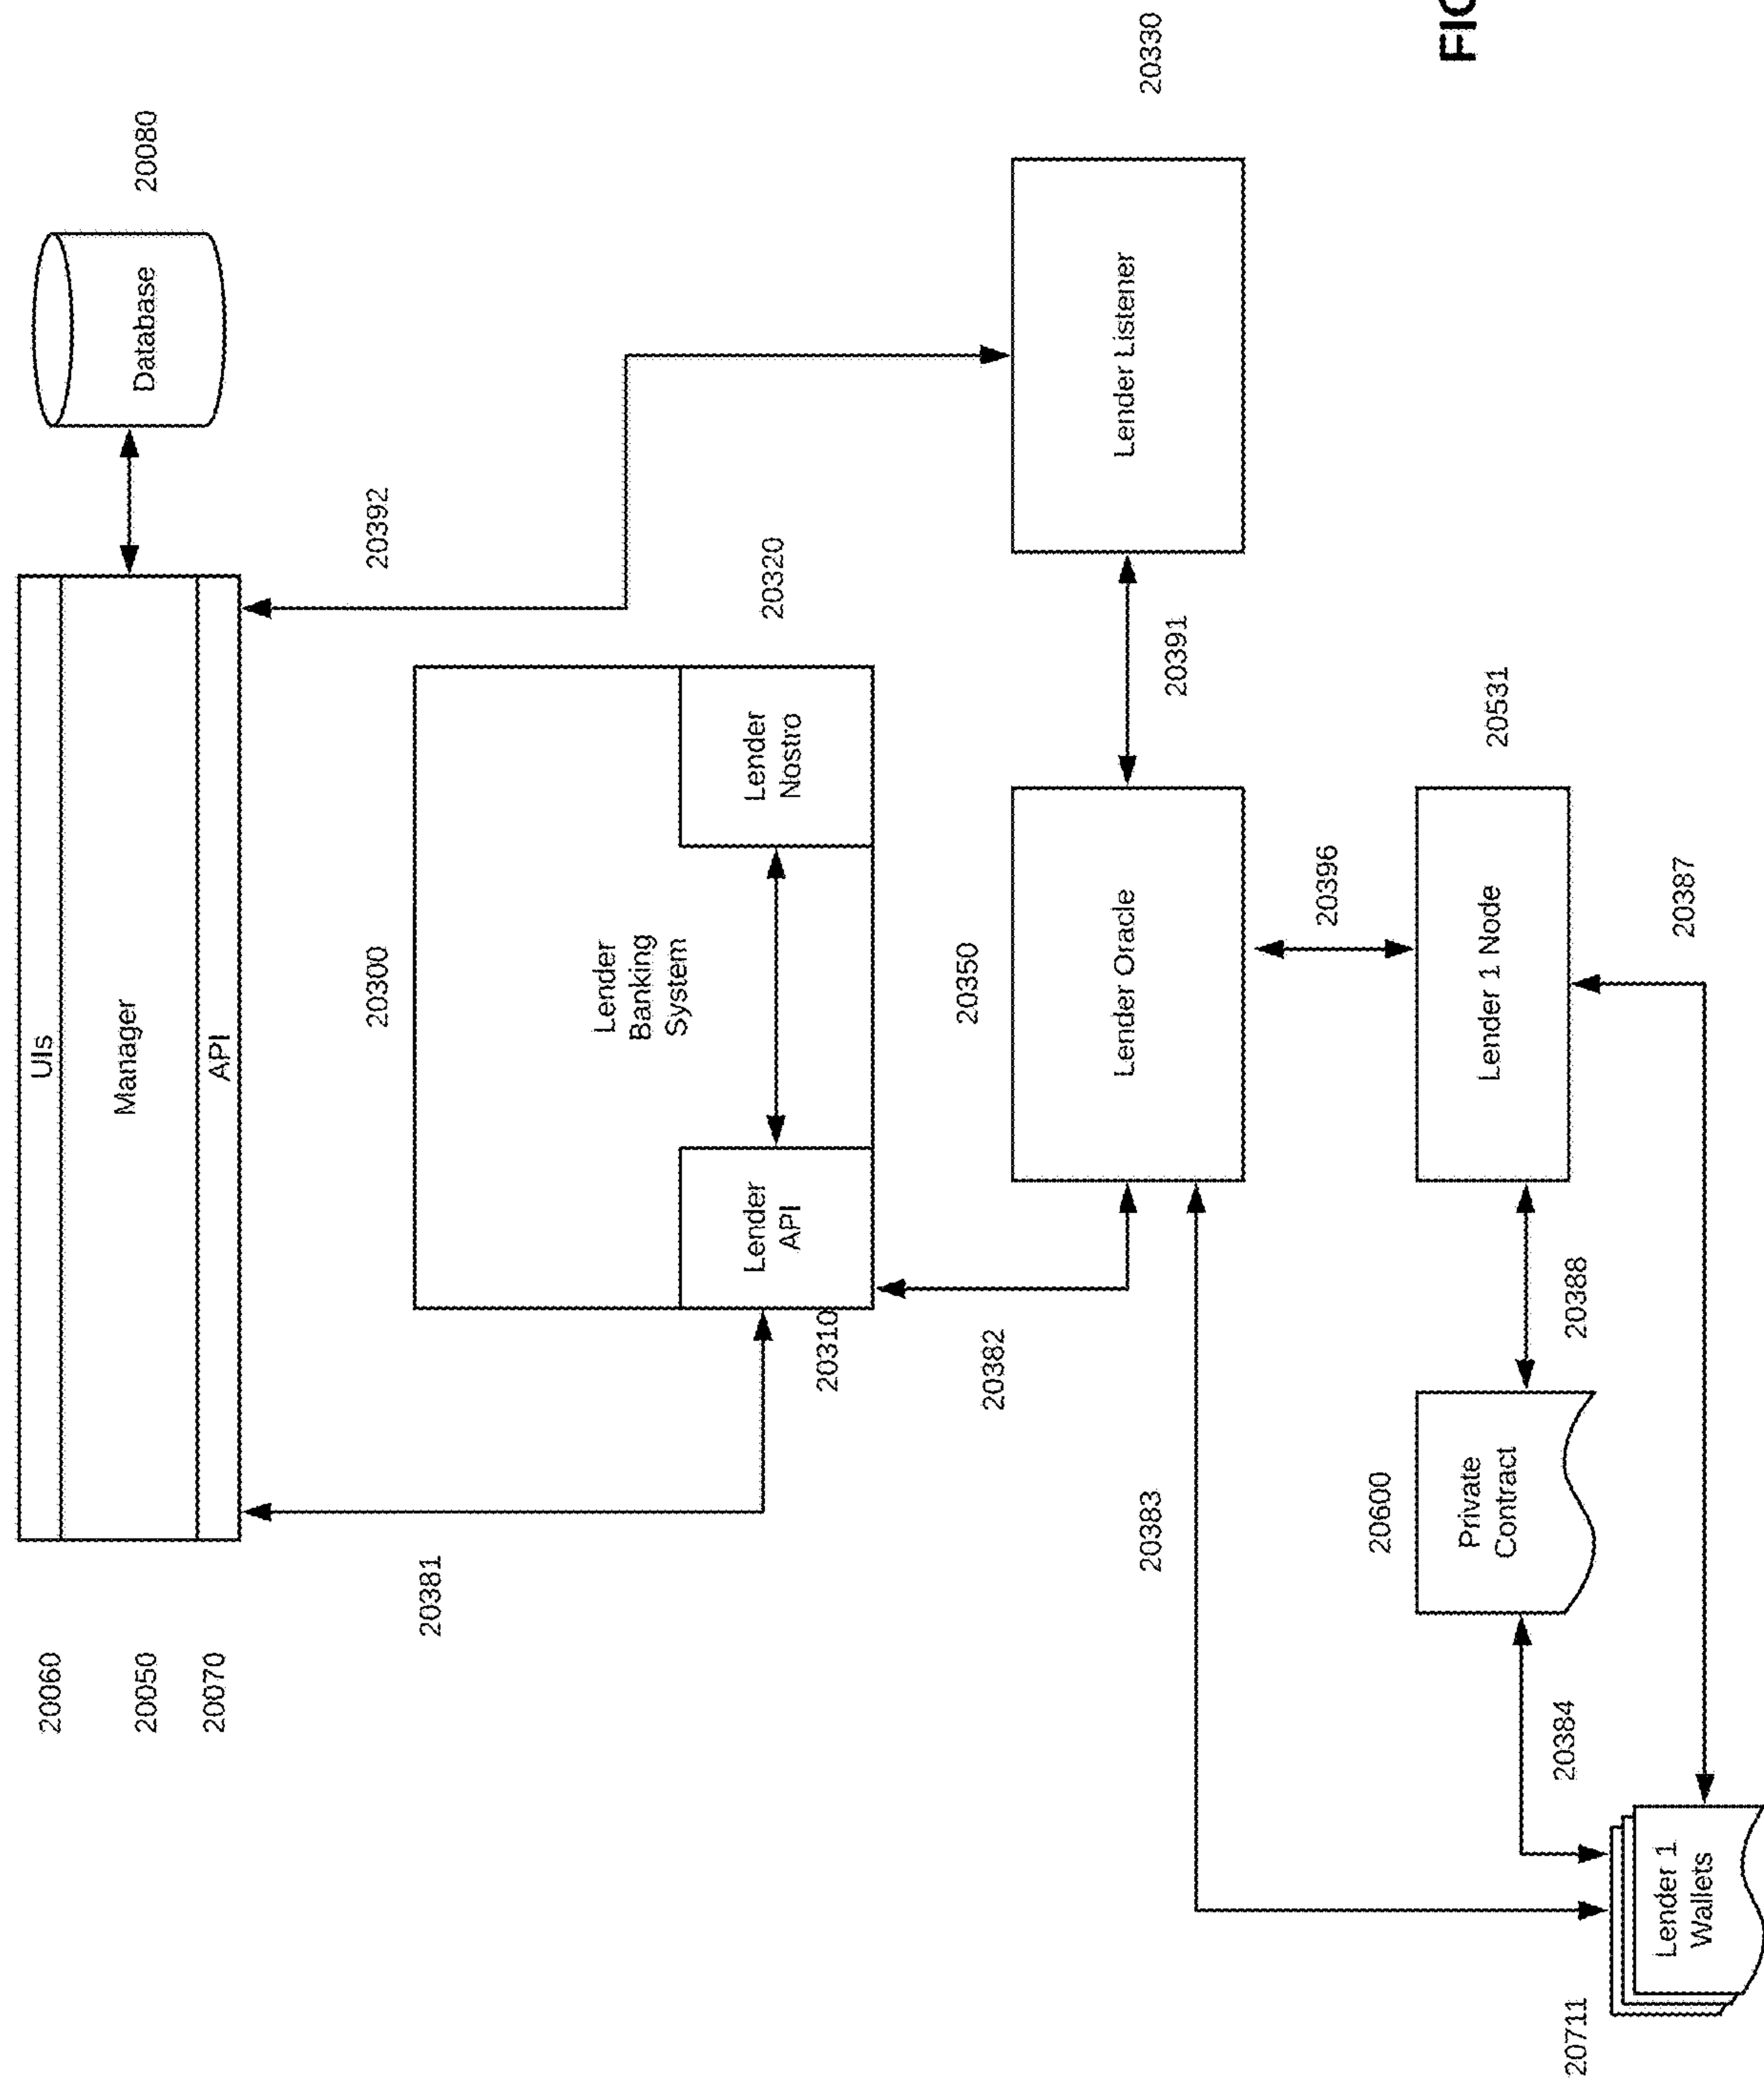 20060
UIs
20050
Manager
20070
API
Database
20080
20381
20392
20300
Lender
Banking
System
Lender
API
20310
Lender
Nostro
20320
20382
20350
Lender Oracle
20391
Lender Listener
20330
20383
20396
20600
Private
Contract
20388
Lender 1 Node
20531
20384
20387
20711
Lender 1
Wallets